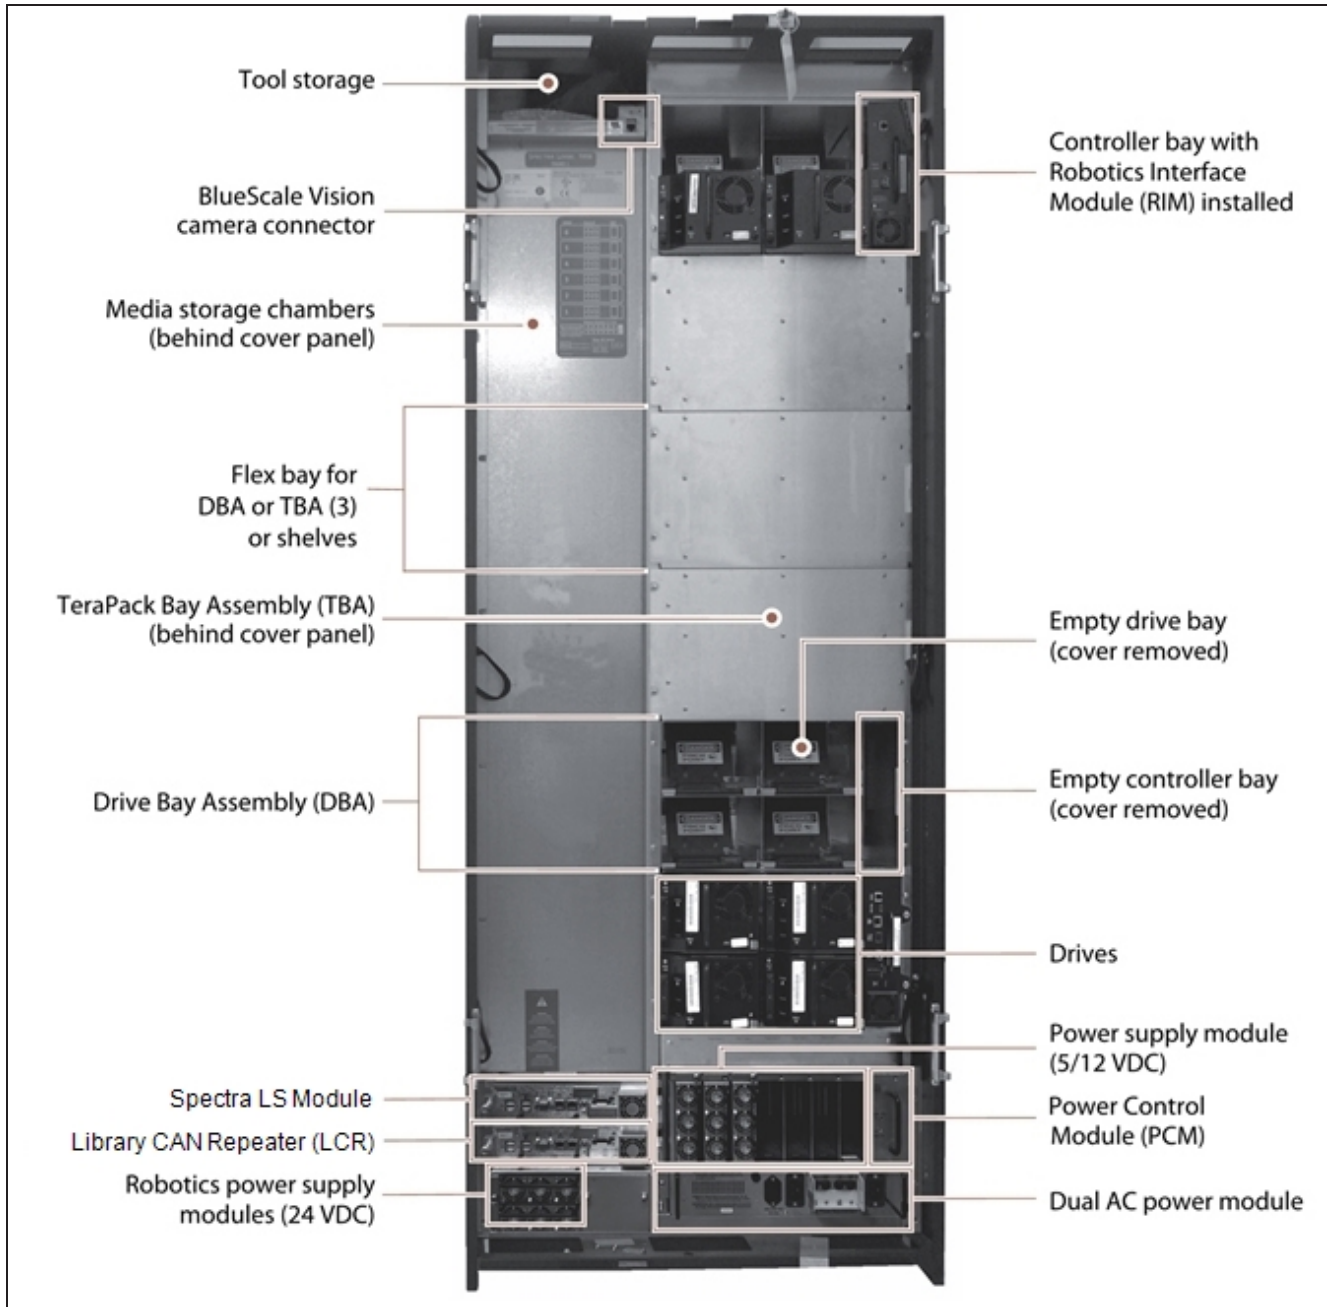 Tool storage
BlueScale Vision
camera connector
Media storage chambers
(behind cover panel)
Flex bay for
DBA or TBA (3)
or shelves
TeraPack Bay Assembly (TBA)
(behind cover panel)
Drive Bay Assembly (DBA)
Spectra LS Module
Library CAN Repeater (LCR)
Robotics power supply
modules (24 VDC)
Controller bay with
Robotics Interface
Module (RIM) installed
Empty drive bay
(cover removed)
Empty controller bay
(cover removed)
Drives
Power supply module
(5/12 VDC)
Power Control
Module (PCM)
Dual AC power module